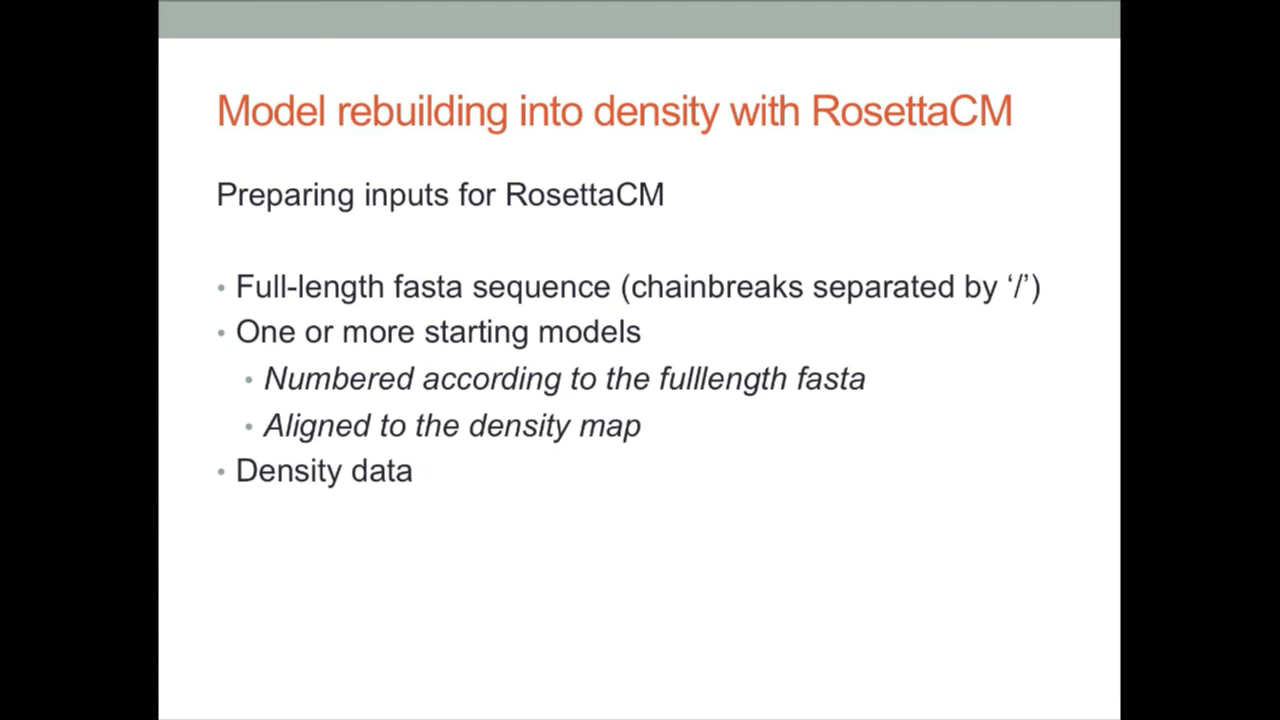 Model rebuilding into density with RosettaCM
Preparing inputs for RosettaCM
• Full-length fasta sequence (chainbreaks separated by ‘/’)
• One or more starting models
• Numbered according to the fulllength fasta
• Aligned to the density map
• Density data